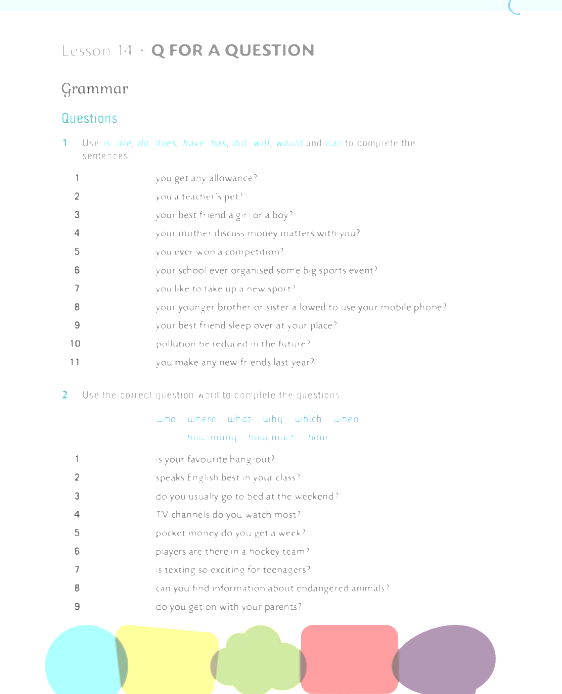 Lesson 14 · Q FOR A QUESTION
Grammar
Questions
1 Use is, are, do, does, have, has, did, will, would and can to complete the
sentences
1 you get any allowance?
2 you a teacher's pet?
3 your best friend a girl or a boy?
4 your mother discuss money matters with you?
5 you ever won a competition?
6 your school ever organised some big sports event?
7 you like to take up a new sport?
8 your younger brother or sister allowed to use your mobile phone?
9 your best friend sleep over at your place?
10 pollution be reduced in the future?
11 you make any new friends last year?
2 Use the correct question word to complete the questions
who where what why which when
how many how much how
1 is your favourite hang-out?
2 speaks English best in your class?
3 do you usually go to bed at the weekend?
4 TV channels do you watch most?
5 pocket money do you get a week?
6 players are there in a hockey team?
7 is texting so exciting for teenagers?
8 can you find information about endangered animals?
9 do you get on with your parents?